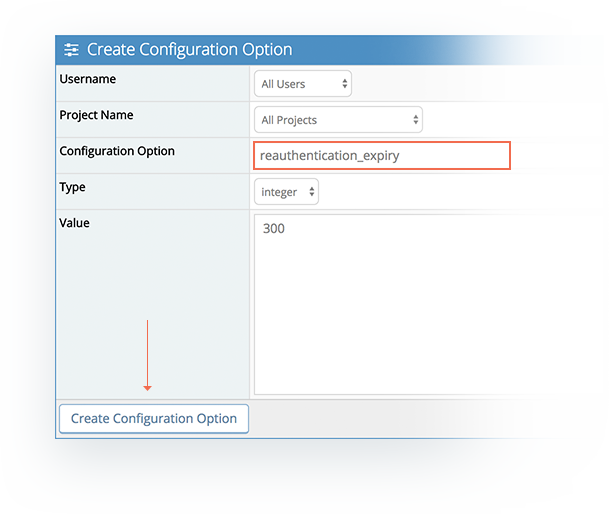 Create Configuration Option
Username
All Users
Project Name
All Projects
Configuration Option
reauthentication_expiry
Type
integer
Value
300
Create Configuration Option